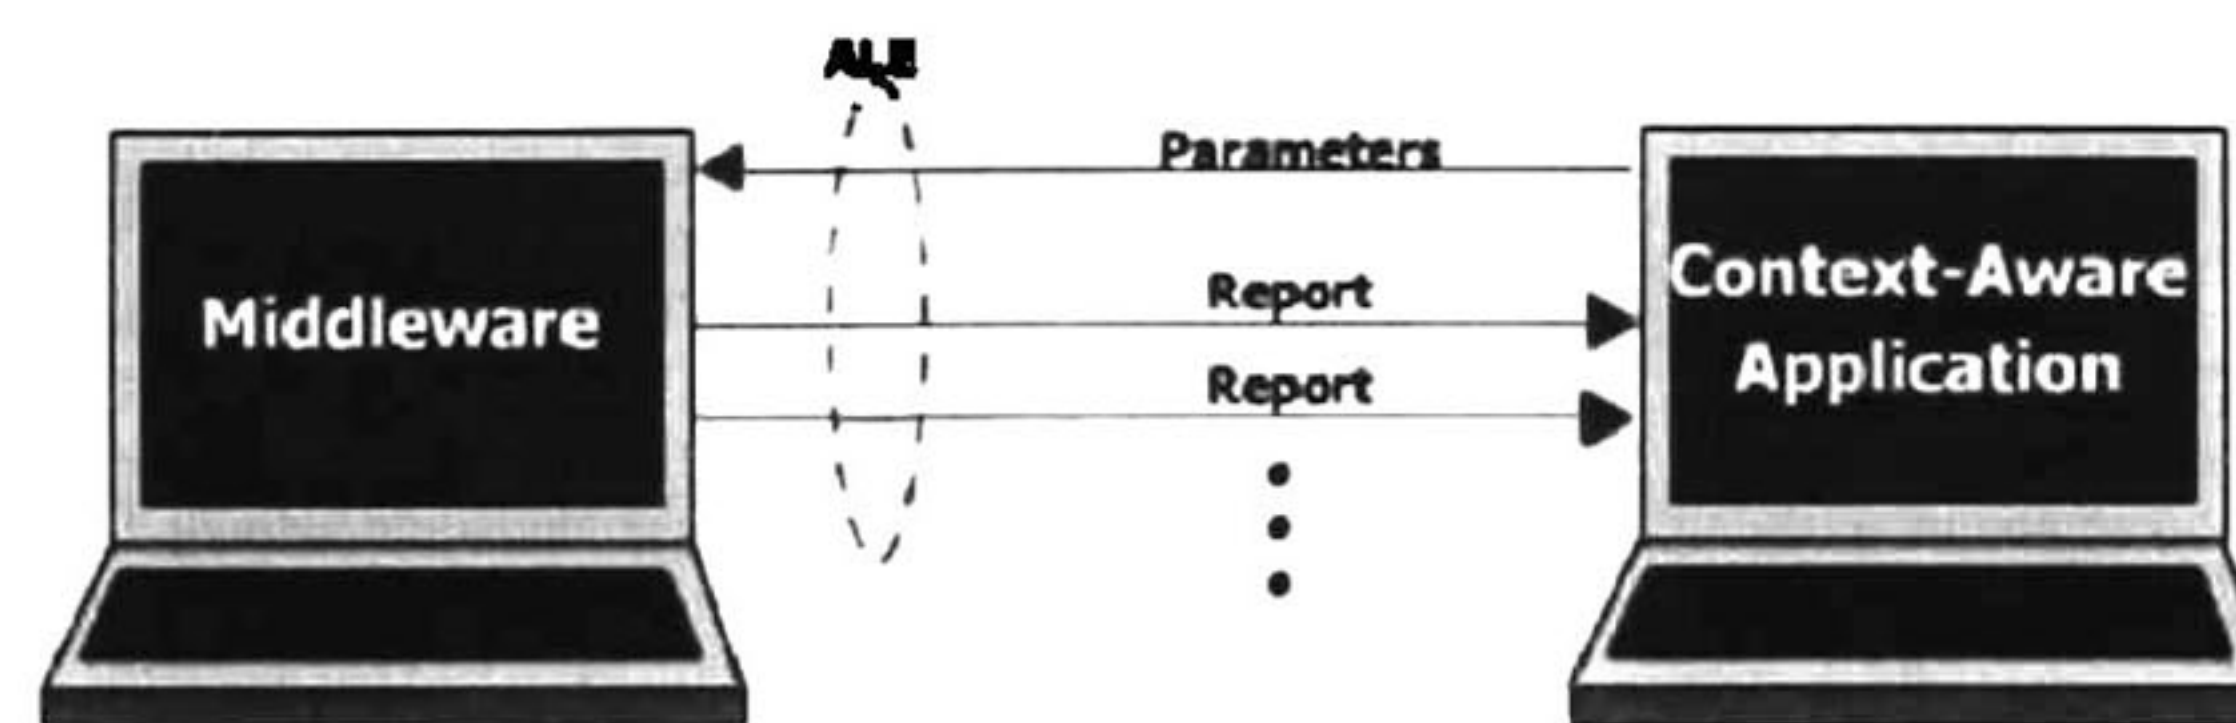 ALE
Parameters
Middleware
Report
Report
Context-Aware
Application